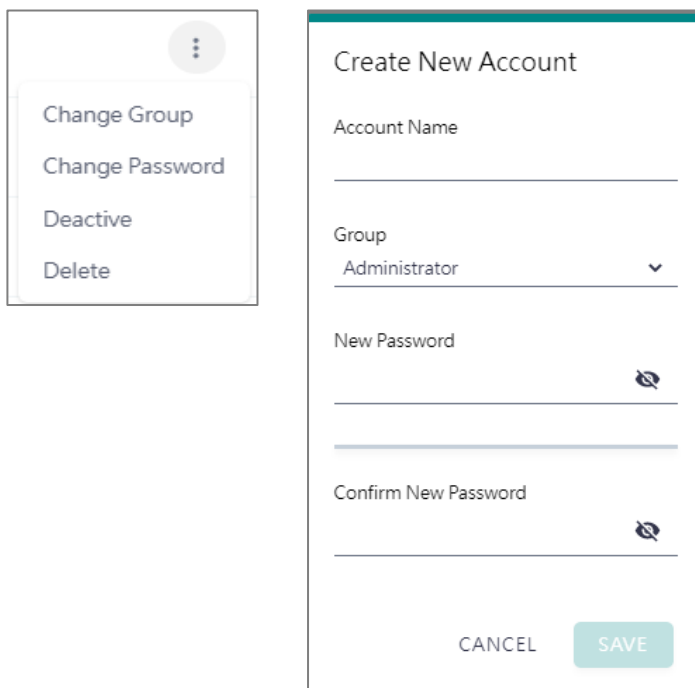 Change Group
Change Password
Deactive
Delete
Create New Account
Account Name
Group
Administrator
New Password
Confirm New Password
CANCEL SAVE